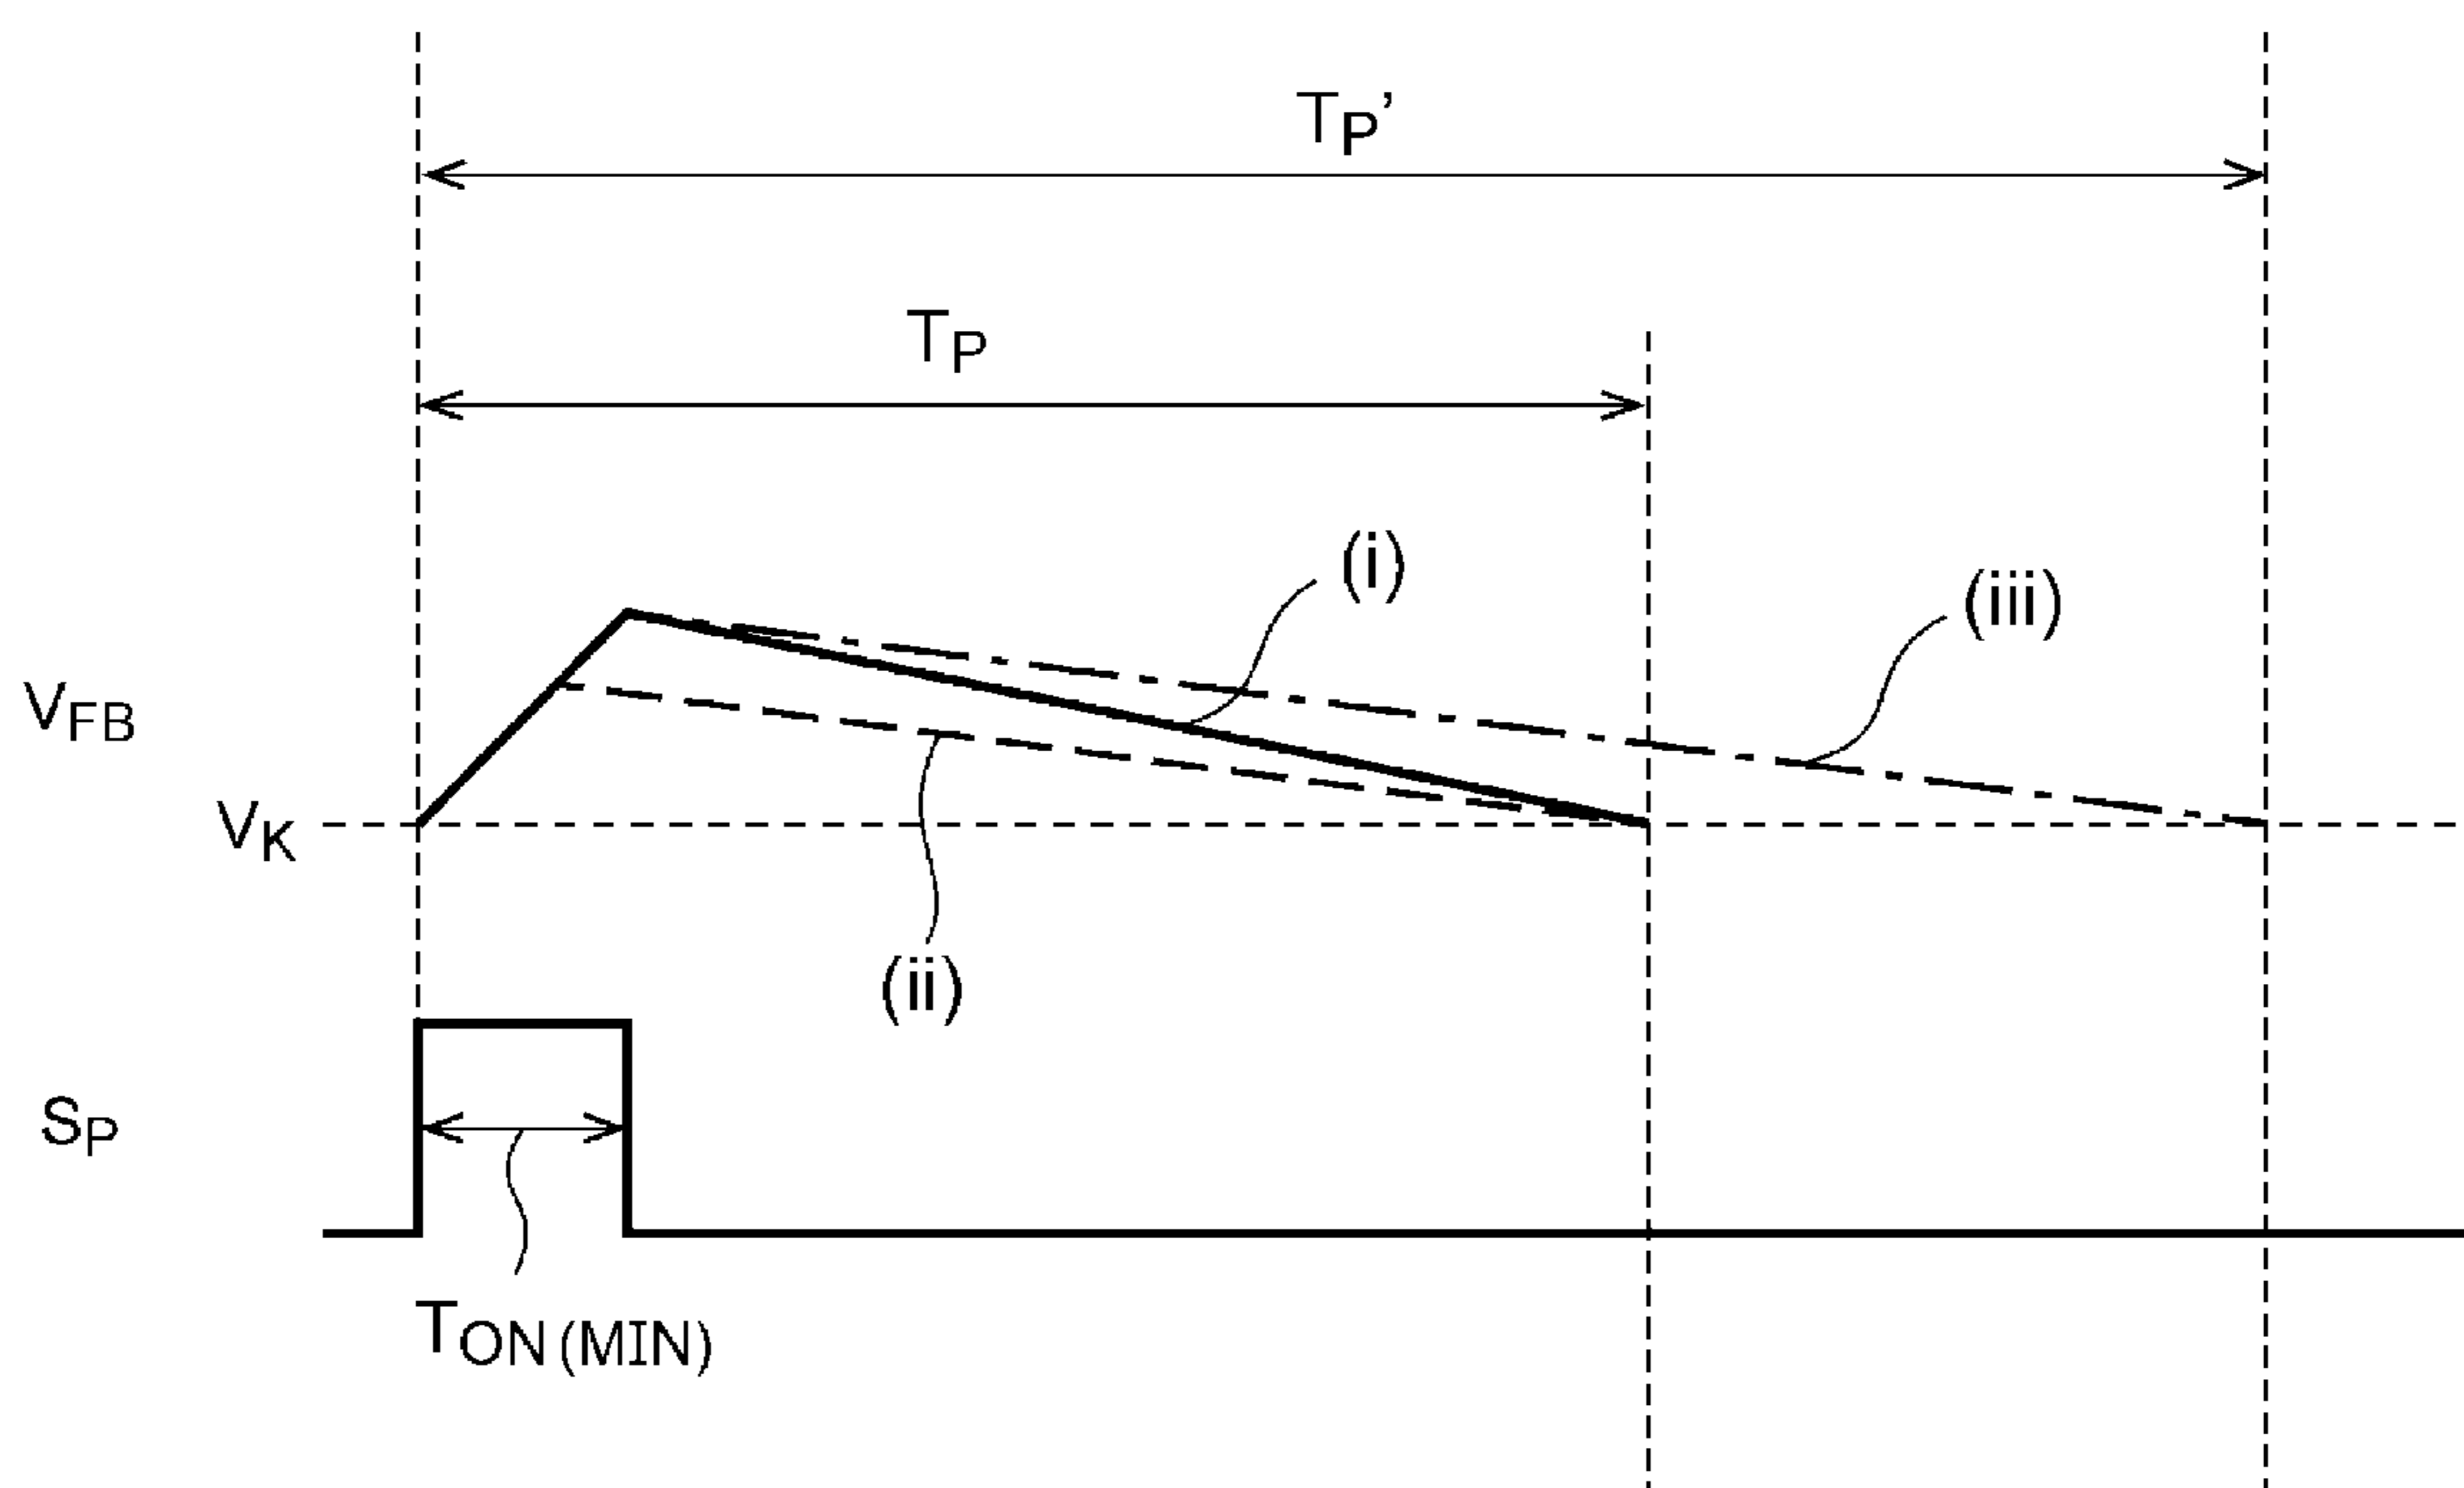 TP’
TP
(i)
(iii)
VFB
VK
(ii)
SP
TON(MIN)